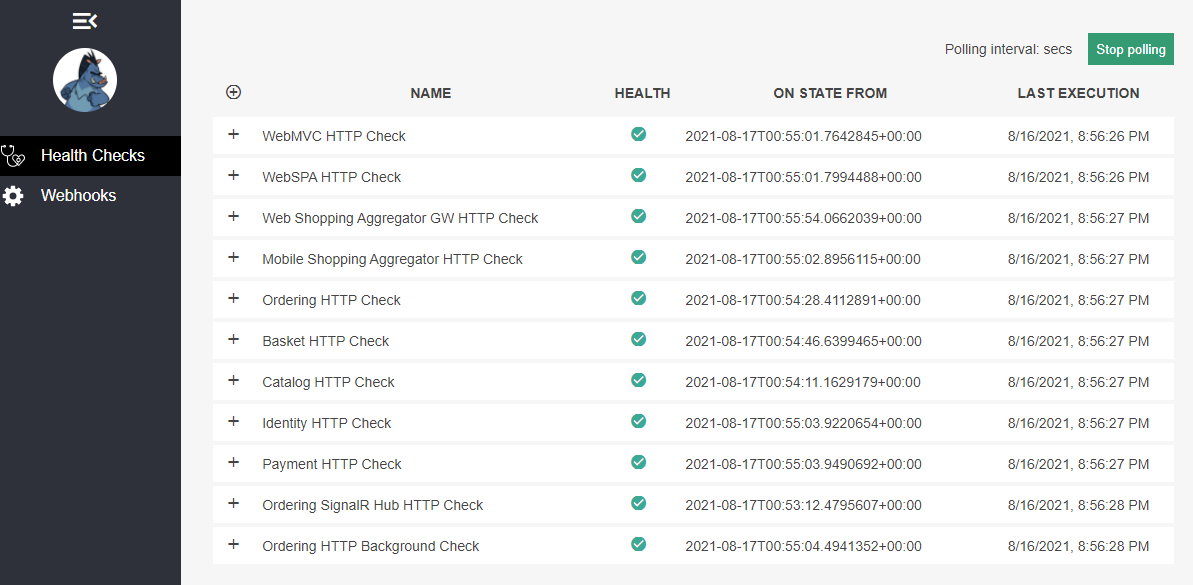 Polling interval: secs Stop polling
NAME HEALTH ON STATE FROM LAST EXECUTION
WebMVC HTTP Check 2021-08-17T00:55:01.7642845+00:00 8/16/2021, 8:56:26 PM
Health Checks
WebSPA HTTP Check 2021-08-17T00:55:01.7994488+00:00 8/16/2021, 8:56:26 PM
Webhooks
Web Shopping Aggregator GW HTTP Check 2021-08-17T00:55:54.0662039+00:00 8/16/2021, 8:56:27 PM
Mobile Shopping Aggregator HTTP Check 2021-08-17T00:55:02.8956115+00:00 8/16/2021, 8:56:27 PM
Ordering HTTP Check 2021-08-17T00:54:28.4112891+00:00 8/16/2021, 8:56:27 PM
Basket HTTP Check 2021-08-17T00:54:46.6399465+00:00 8/16/2021, 8:56:27 PM
Catalog HTTP Check 2021-08-17T00:54:11.1629179+00:00 8/16/2021, 8:56:27 PM
Identity HTTP Check 2021-08-17T00:55:03.9220654+00:00 8/16/2021, 8:56:27 PM
Payment HTTP Check 2021-08-17T00:55:03.9490692+00:00 8/16/2021, 8:56:27 PM
Ordering SignalR Hub HTTP Check 2021-08-17T00:53:12.4795607+00:00 8/16/2021, 8:56:28 PM
Ordering HTTP Background Check 2021-08-17T00:55:04.4941352+00:00 8/16/2021, 8:56:28 PM